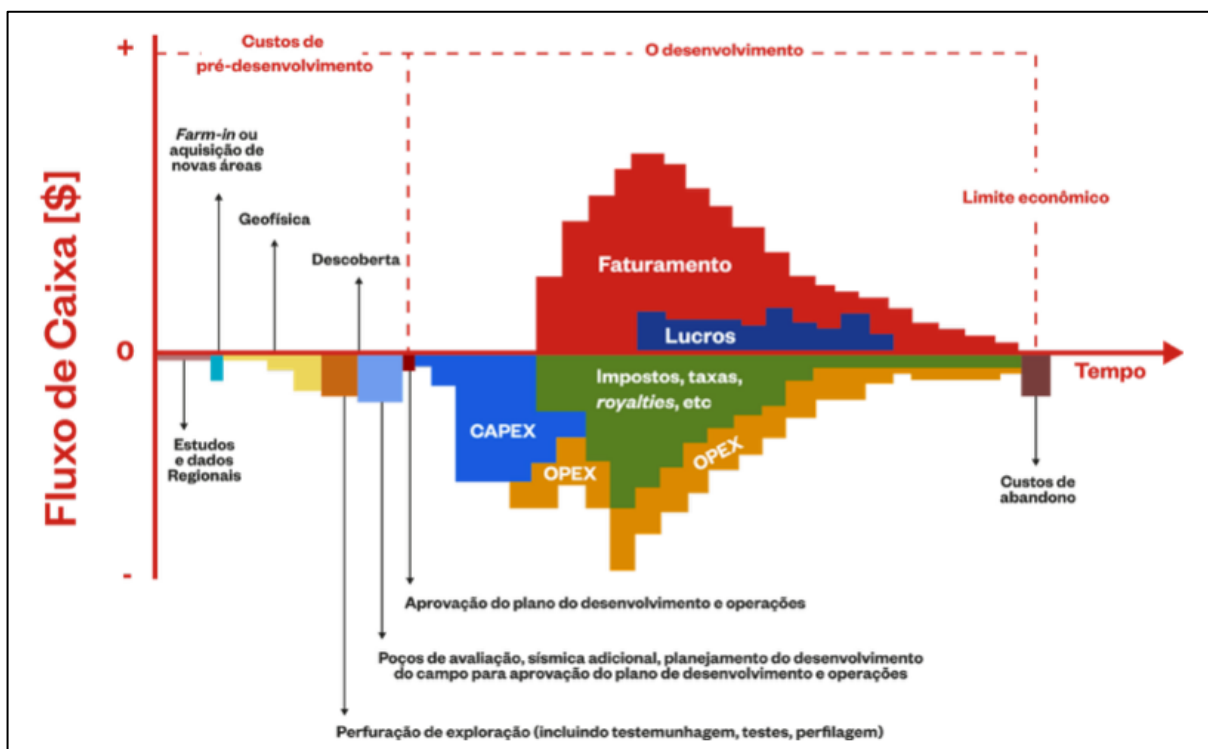 +
Custos de
pré-desenvolvimento
O desenvolvimento
Farm-in ou
aquisição de
novas áreas
Geofísica
Descoberta
Limite econômico
Fluxo de Caixa [$]
Faturamento
Lucros
0
Tempo
Impostos, taxas,
royalties, etc
CAPEX
OPEX
OPEX
Estudos
e dados
Regionais
Custos de
abandono
-
Aprovação do plano do desenvolvimento e operações
Poços de avaliação, sísmica adicional, planejamento do desenvolvimento
do campo para aprovação do plano de desenvolvimento e operações
Perfuração de exploração (incluindo testemunhagem, testes, perfilagem)